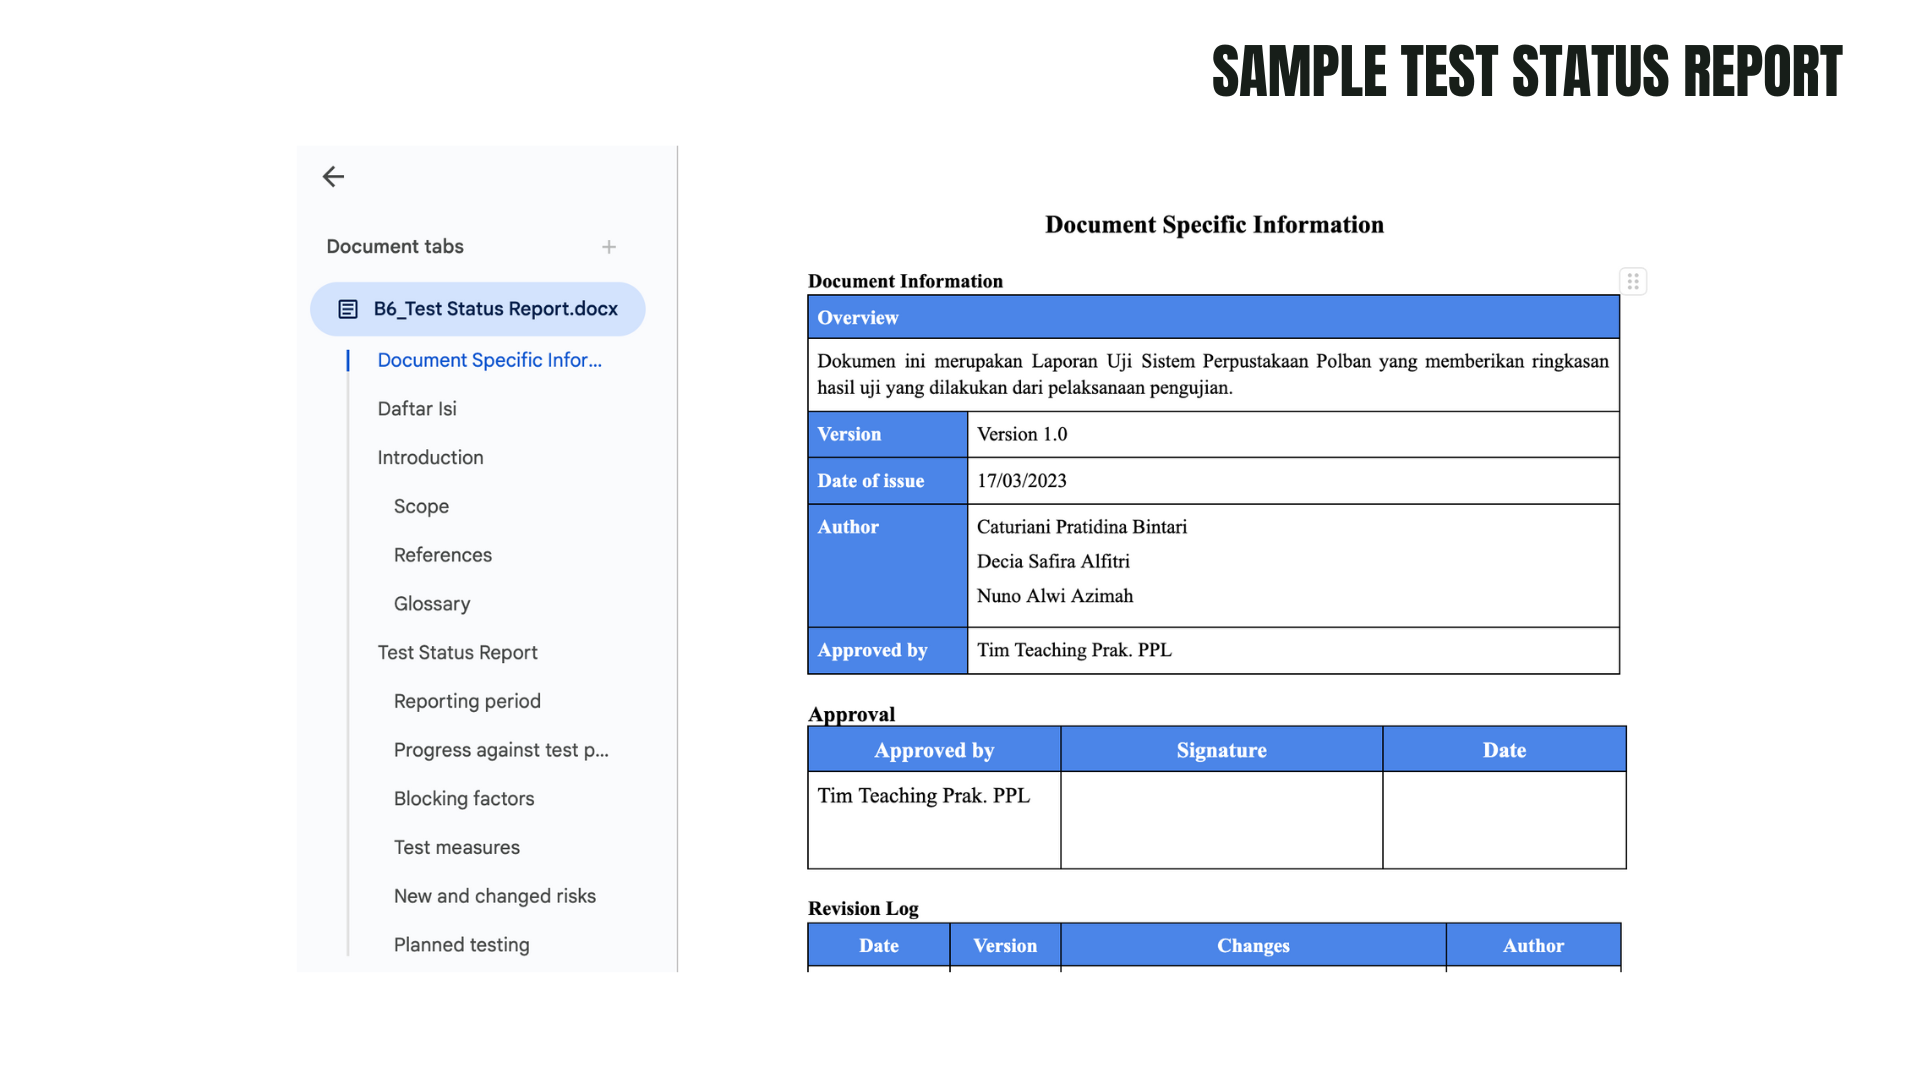 SAMPLE TEST STATUS REPORT
Document tabs
B6_Test Status Report.docx
Document Specific Infor...
Daftar Isi
Introduction
Scope
References
Glossary
Test Status Report
Reporting period
Progress against test p...
Blocking factors
Test measures
New and changed risks
Planned testing
Document Specific Information
Document Information
Overview
Dokumen ini merupakan Laporan Uji Sistem Perpustakaan Polban yang memberikan ringkasan
hasil uji yang dilakukan dari pelaksanaan pengujian.
Version Version 1.0
Date of issue 17/03/2023
Author Caturiani Pratidina Bintari
Decia Safira Alfitri
Nuno Alwi Azimah
Approved by Tim Teaching Prak. PPL
Approval
Approved by Signature Date
Tim Teaching Prak. PPL
Revision Log
Date Version Changes Author